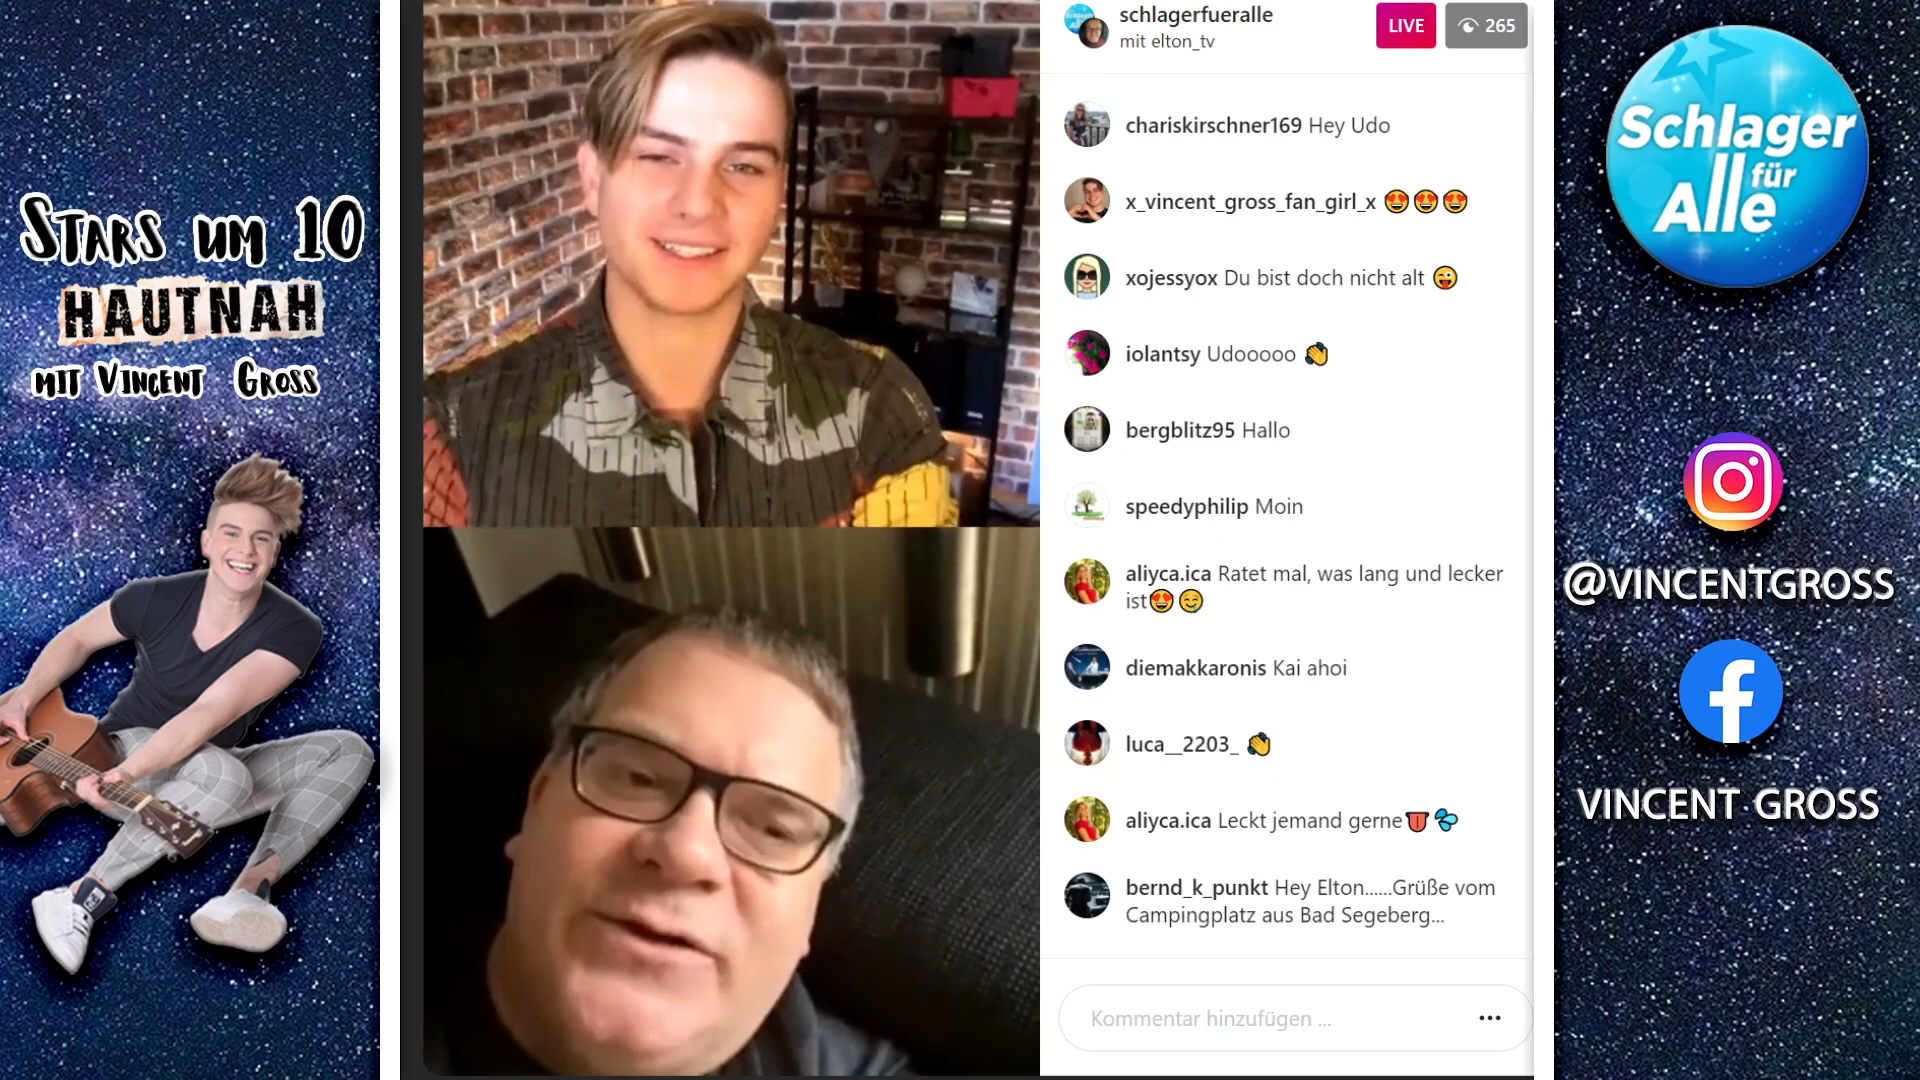 STARS UM 10
HAUTNAH
MIT VINCENT GROSS
schlagerfueralle
mit elton_tv
LIVE
265
chariskirschner169 Hey Udo
x_vincent_gross_fan_girl_x 😍😍😍
xojessyox Du bist doch nicht alt 😜
iolantsy Udooooo 👏
bergblitz95 Hallo
speedyphilip Moin
aliyca.ica Ratet mal, was lang und lecker
ist😍🤤
diemakkaronis Kai ahoi
luca__2203_ 👏
aliyca.ica Leckt jemand gerne👅💦
bernd_k_punkt Hey Elton......Grüße vom
Campingplatz aus Bad Segeberg...
Kommentar hinzufügen ...
Schlager
für
Alle
@VINCENTGROSS
VINCENT GROSS